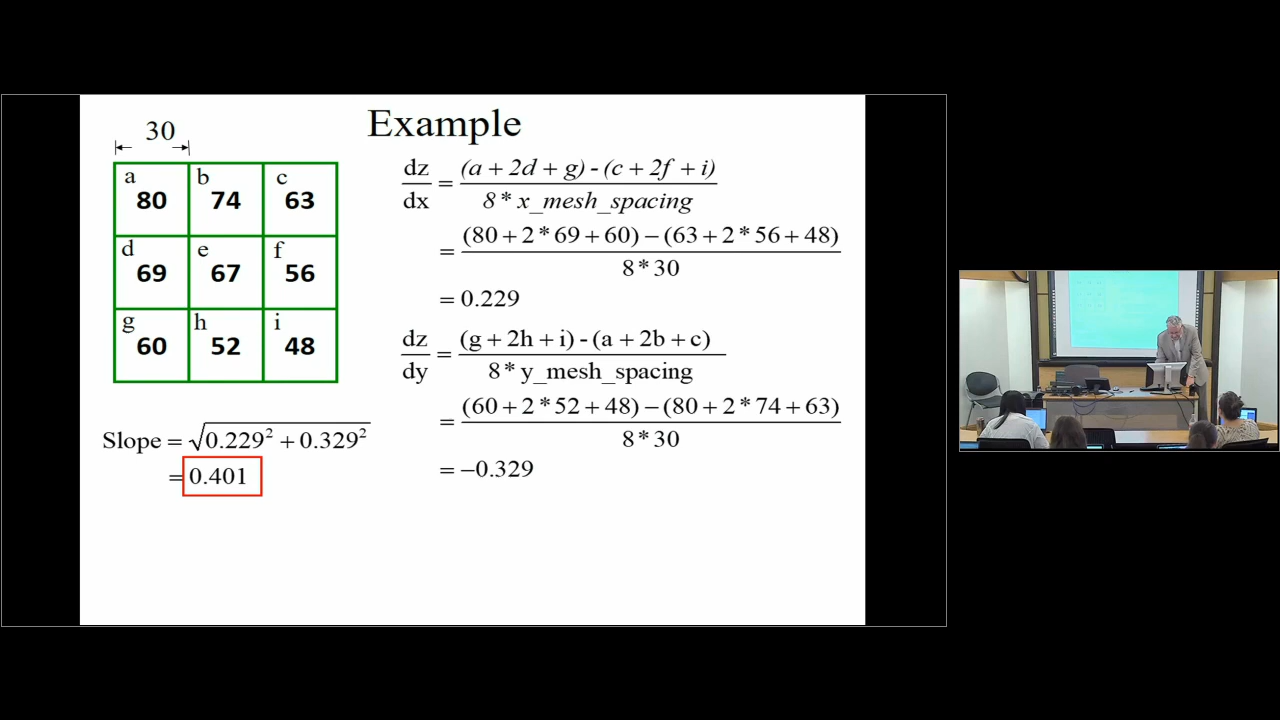 Example
30
a b c
80 74 63
d e f
69 67 56
g h i
60 52 48
dz/dx = (a + 2d + g) - (c + 2f + i) / 8 * x_mesh_spacing
= (80 + 2 * 69 + 60) − (63 + 2 * 56 + 48) / 8 * 30
= 0.229
dz/dy = (g + 2h + i) - (a + 2b + c) / 8 * y_mesh_spacing
= (60 + 2 * 52 + 48) − (80 + 2 * 74 + 63) / 8 * 30
= −0.329
Slope = √0.229² + 0.329²
= 0.401